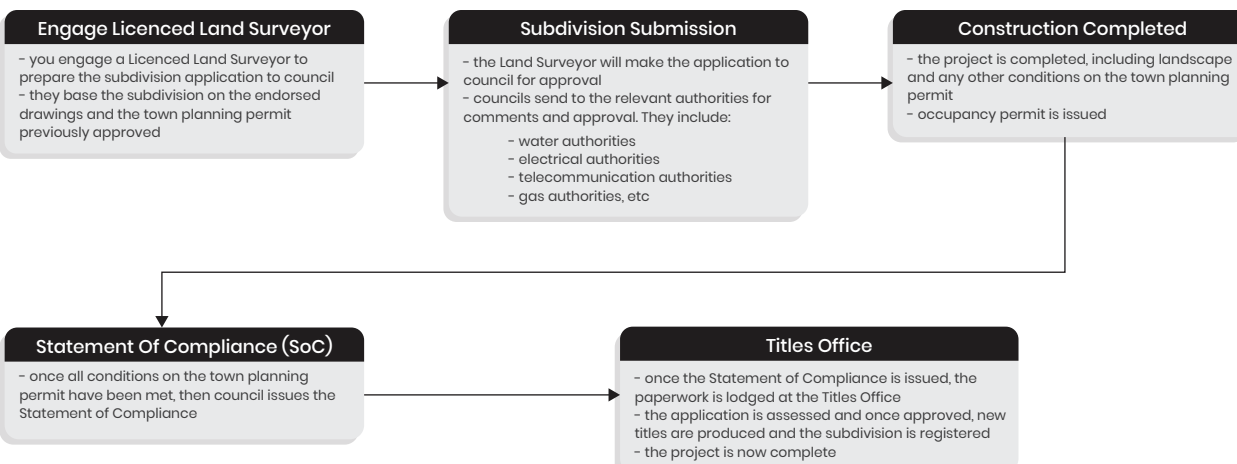 Engage Licenced Land Surveyor
- you engage a Licenced Land Surveyor to
prepare the subdivision application to council
- they base the subdivision on the endorsed
drawings and the town planning permit
previously approved
Subdivision Submission
- the Land Surveyor will make the application to
council for approval
- councils send to the relevant authorities for
comments and approval. They include:
- water authorities
- electrical authorities
- telecommunication authorities
- gas authorities, etc
Construction Completed
- the project is completed, including landscape
and any other conditions on the town planning
permit
- occupancy permit is issued
Statement Of Compliance (SoC)
- once all conditions on the town planning
permit have been met, then council issues the
Statement of Compliance
Titles Office
- once the Statement of Compliance is issued, the
paperwork is lodged at the Titles Office
- the application is assessed and once approved, new
titles are produced and the subdivision is registered
- the project is now complete